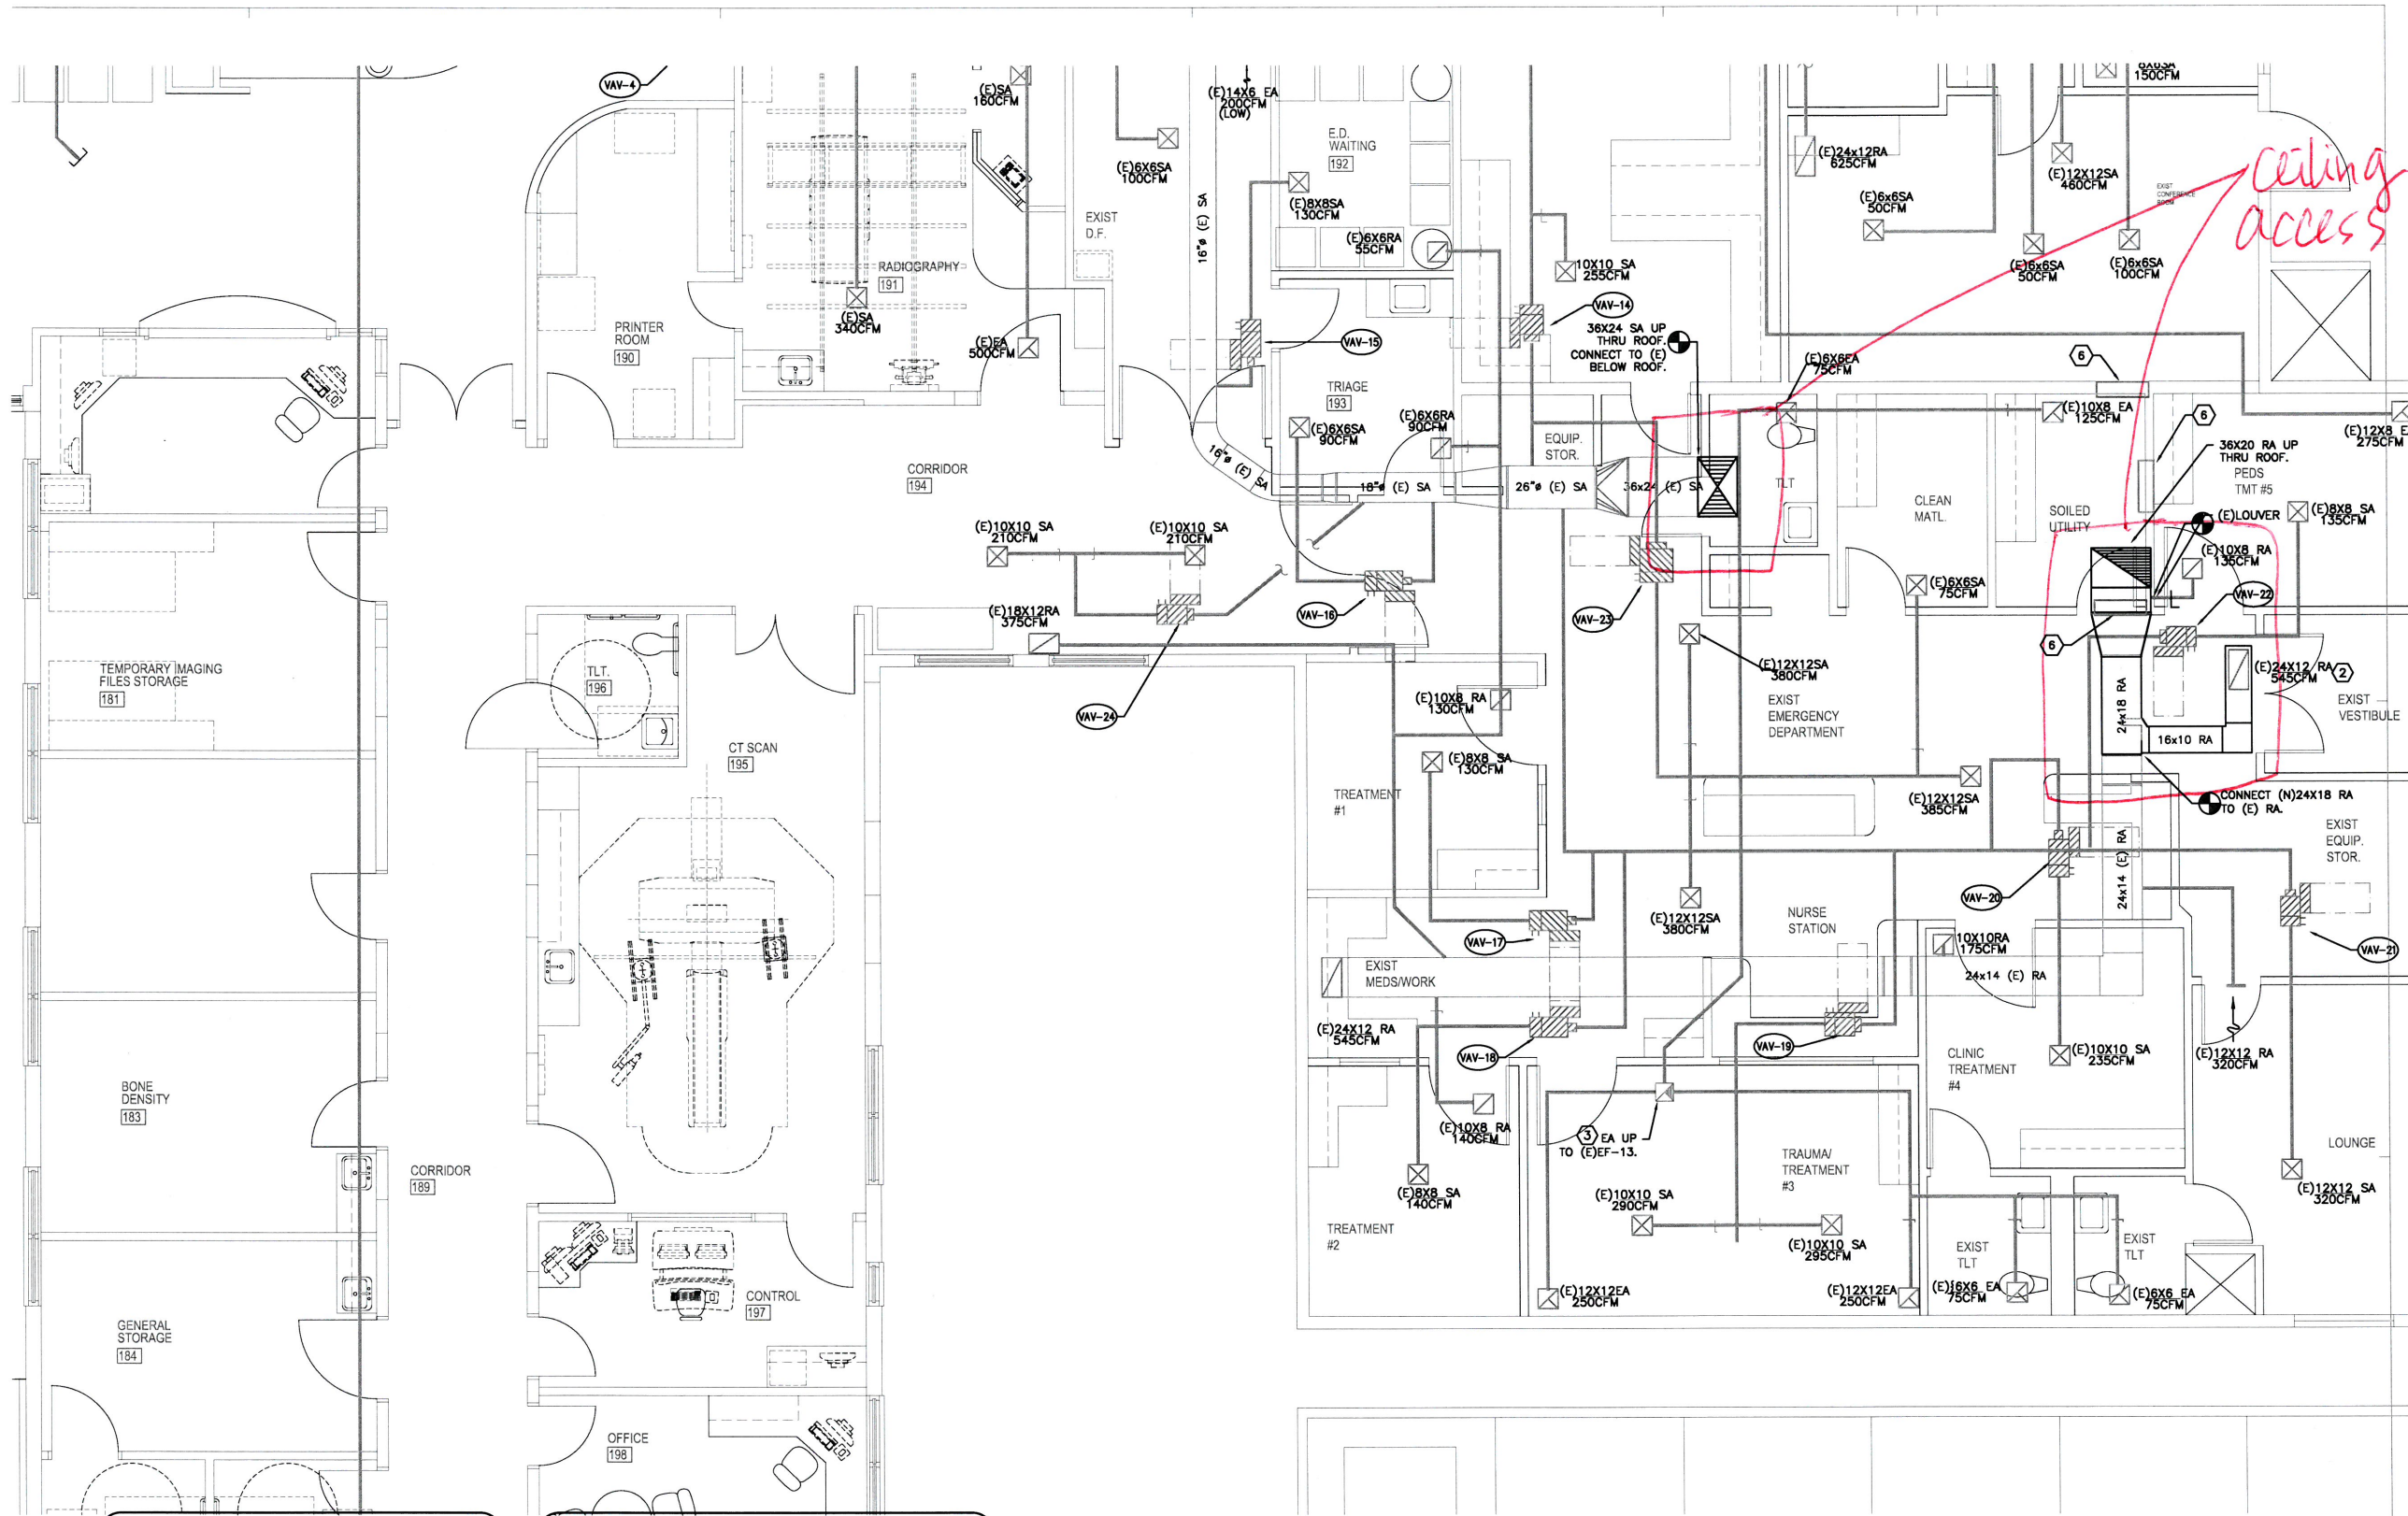 VAV-4
(E)SA
160CFM
(E)14X6 EA
200CFM
(LOW)
E.D.
WAITING
192
150CFM
(E)6X6SA
100CFM
(E)24x12RA
625CFM
(E)12X12SA
460CFM
EXIST
CONFERENCE
ROOM
ceiling
access
(E)8X8SA
130CFM
(E)6x6SA
50CFM
EXIST
D.F.
16"ø (E) SA
(E)6X6RA
55CFM
(E)6x6SA
50CFM
(E)6x6SA
100CFM
RADIOGRAPHY
191
10X10 SA
255CFM
(E)SA
340CFM
PRINTER
ROOM
190
(E)EA
500CFM
VAV-15
VAV-14
36X24 SA UP
THRU ROOF.
CONNECT TO (E)
BELOW ROOF.
(E)6X6EA
75CFM
6
TRIAGE
193
(E)6X6SA
90CFM
(E)6X6RA
90CFM
EQUIP.
STOR.
(E)10X8 EA
125CFM
6
(E)12X8 E
275CFM
36X20 RA UP
THRU ROOF.
PEDS
TMT #5
CORRIDOR
194
16"ø (E) SA
18"ø (E) SA
26"ø (E) SA
36x24 (E) SA
TLT
CLEAN
MATL.
SOILED
UTILITY
(E)LOUVER
(E)8X8 SA
135CFM
(E)10X10 SA
210CFM
(E)10X10 SA
210CFM
(E)10X8 RA
135CFM
(E)6X6SA
75CFM
VAV-22
(E)18X12RA
375CFM
VAV-16
VAV-23
6
TEMPORARY IMAGING
FILES STORAGE
181
TLT.
196
VAV-24
(E)12X12SA
380CFM
(E)24X12 RA
545CFM
2
EXIST
VESTIBULE
(E)10X8 RA
130CFM
EXIST
EMERGENCY
DEPARTMENT
24x18 RA
16x10 RA
CT SCAN
195
(E)8X8 SA
130CFM
TREATMENT
#1
(E)12X12SA
385CFM
CONNECT (N)24X18 RA
TO (E) RA.
EXIST
EQUIP.
STOR.
24x14 (E) RA
VAV-20
(E)12X12SA
380CFM
NURSE
STATION
VAV-17
10X10RA
175CFM
VAV-21
EXIST
MEDS/WORK
24x14 (E) RA
(E)24X12 RA
545CFM
VAV-18
VAV-19
CLINIC
TREATMENT
#4
(E)10X10 SA
235CFM
(E)12X12 RA
320CFM
BONE
DENSITY
183
(E)10X8 RA
140CFM
3 EA UP
TO (E)EF-13.
LOUNGE
CORRIDOR
189
TRAUMA/
TREATMENT
#3
(E)8X8 SA
140CFM
(E)10X10 SA
290CFM
(E)12X12 SA
320CFM
TREATMENT
#2
(E)10X10 SA
295CFM
EXIST
TLT
EXIST
TLT
CONTROL
197
(E)12X12EA
250CFM
(E)12X12EA
250CFM
(E)6X6 EA
75CFM
(E)6X6 EA
75CFM
GENERAL
STORAGE
184
OFFICE
198